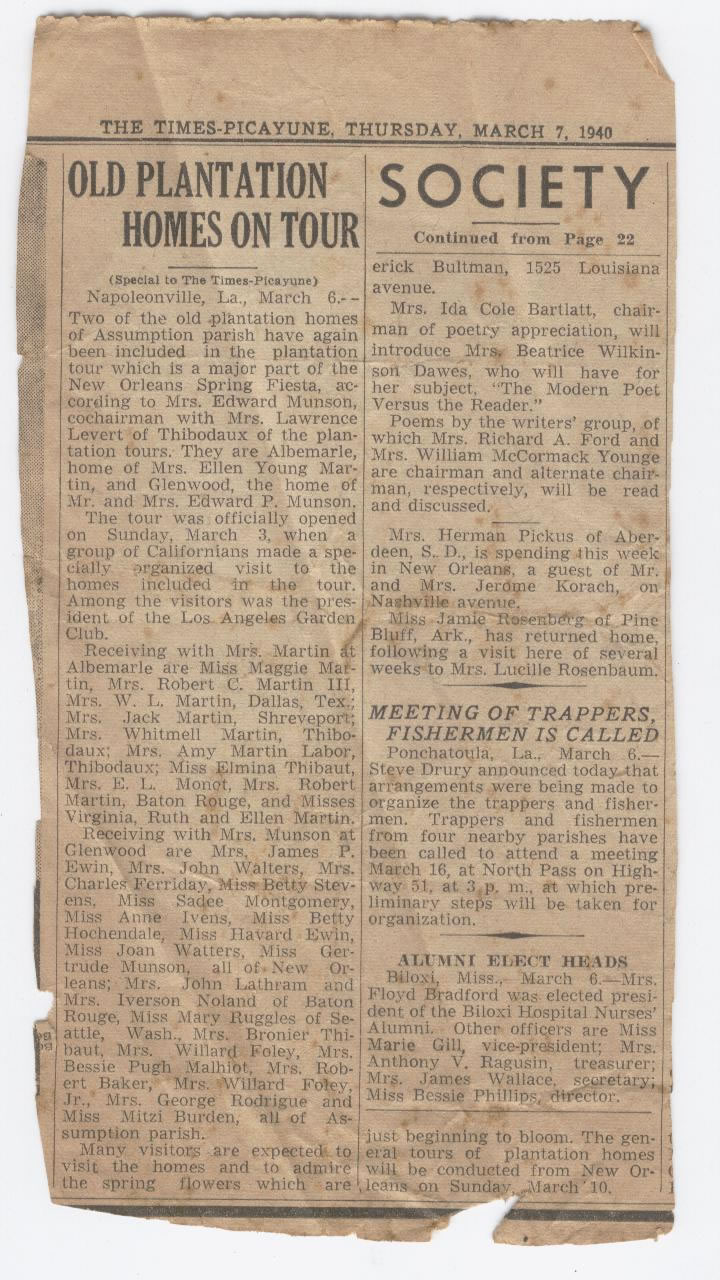 THE TIMES-PICAYUNE, THURSDAY, MARCH 7, 1940
OLD PLANTATION
HOMES ON TOUR
(Special to The Times-Picayune)
Napoleonville, La., March 6.--
Two of the old plantation homes
of Assumption parish have again
been included in the plantation
tour which is a major part of the
New Orleans Spring Fiesta, ac-
cording to Mrs. Edward Munson,
cochairman with Mrs. Lawrence
Levert of Thibodaux of the plan-
tation tours. They are Albemarle,
home of Mrs. Ellen Young Mar-
tin, and Glenwood, the home of
Mr. and Mrs. Edward P. Munson.
The tour was officially opened
on Sunday, March 3, when a
group of Californians made a spe-
cially organized visit to the
homes included in the tour.
Among the visitors was the pres-
ident of the Los Angeles Garden
Club.
Receiving with Mrs. Martin at
Albemarle are Miss Maggie Mar-
tin, Mrs. Robert C. Martin III,
Mrs. W. L. Martin, Dallas, Tex.;
Mrs. Jack Martin, Shreveport;
Mrs. Whitmell Martin, Thibo-
daux; Mrs. Amy Martin Labor,
Thibodaux; Miss Elmina Thibaut,
Mrs. E. L. Monot, Mrs. Robert
Martin, Baton Rouge, and Misses
Virginia, Ruth and Ellen Martin.
Receiving with Mrs. Munson at
Glenwood are Mrs. James P.
Ewin, Mrs. John Walters, Mrs.
Charles Ferriday, Miss Betty Stev-
ens, Miss Sadee Montgomery,
Miss Anne Ivens, Miss Betty
Hochendale, Miss Havard Ewin,
Miss Joan Watters, Miss Ger-
trude Munson, all of New Or-
leans; Mrs. John Lathram and
Mrs. Iverson Noland of Baton
Rouge, Miss Mary Ruggles of Se-
attle, Wash., Mrs. Bronier Thi-
baut, Mrs. Willard Foley, Mrs.
Bessie Pugh Malhiot, Mrs. Rob-
ert Baker, Mrs. Willard Foley,
Jr., Mrs. George Rodrigue and
Miss Mitzi Burden, all of As-
sumption parish.
Many visitors are expected to
visit the homes and to admire
the spring flowers which are
just beginning to bloom. The gen-
eral tours of plantation homes
will be conducted from New Or-
leans on Sunday, March 10.
SOCIETY
Continued from Page 22
erick Bultman, 1525 Louisiana
avenue.
Mrs. Ida Cole Bartlatt, chair-
man of poetry appreciation, will
introduce Mrs. Beatrice Wilkin-
son Dawes, who will have for
her subject, "The Modern Poet
Versus the Reader."
Poems by the writers' group, of
which Mrs. Richard A. Ford and
Mrs. William McCormack Younge
are chairman and alternate chair-
man, respectively, will be read
and discussed.
Mrs. Herman Pickus of Aber-
deen, S. D., is spending this week
in New Orleans, a guest of Mr.
and Mrs. Jerome Korach, on
Nashville avenue.
Miss Jamie Rosenberg of Pine
Bluff, Ark., has returned home,
following a visit here of several
weeks to Mrs. Lucille Rosenbaum.
MEETING OF TRAPPERS,
FISHERMEN IS CALLED
Ponchatoula, La., March 6.—
Steve Drury announced today that
arrangements were being made to
organize the trappers and fisher-
men. Trappers and fishermen
from four nearby parishes have
been called to attend a meeting
March 16, at North Pass on High-
way 51, at 3 p. m., at which pre-
liminary steps will be taken for
organization.
ALUMNI ELECT HEADS
Biloxi, Miss., March 6.—Mrs.
Floyd Bradford was elected presi-
dent of the Biloxi Hospital Nurses'
Alumni. Other officers are Miss
Marie Gill, vice-president; Mrs.
Anthony V. Ragusin, treasurer;
Mrs. James Wallace, secretary;
Miss Bessie Phillips, director.